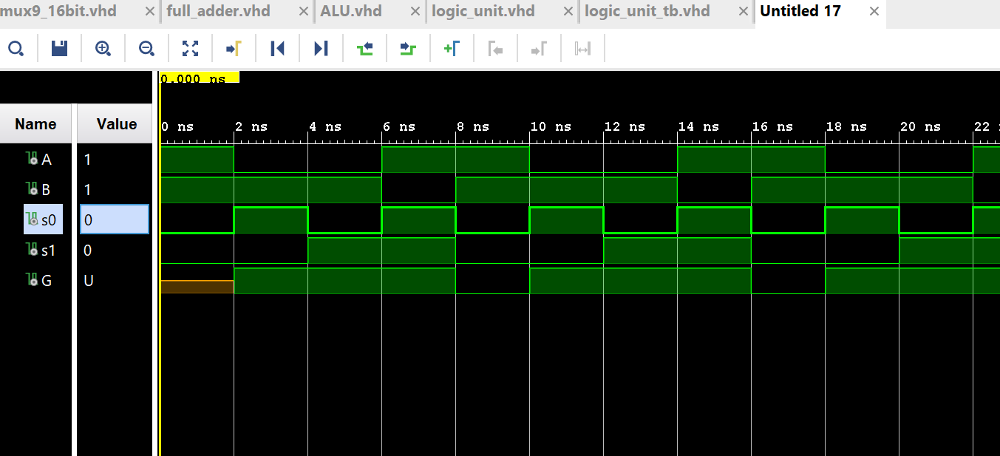 mux9_16bit.vhd × full_adder.vhd × ALU.vhd × logic_unit.vhd × logic_unit_tb.vhd × Untitled 17 ×
0.000 ns
Name Value
0 ns 2 ns 4 ns 6 ns 8 ns 10 ns 12 ns 14 ns 16 ns 18 ns 20 ns 22
A 1
B 1
s0 0
s1 0
G U